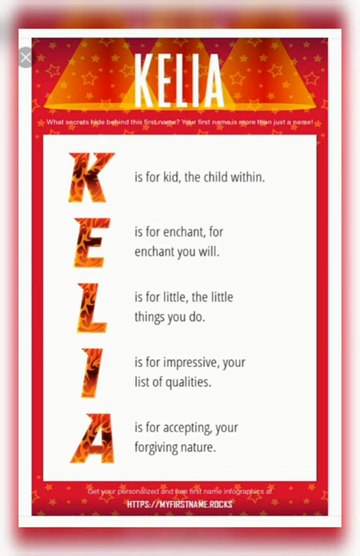 KELIA
What secrets hide behind this first name? Your first name is more than just a name!
K
is for kid, the child within.
E
is for enchant, for
enchant you will.
L
is for little, the little
things you do.
I
is for impressive, your
list of qualities.
A
is for accepting, your
forgiving nature.
Get your personalized and free first name infographics at
HTTPS://MYFIRSTNAME.ROCKS